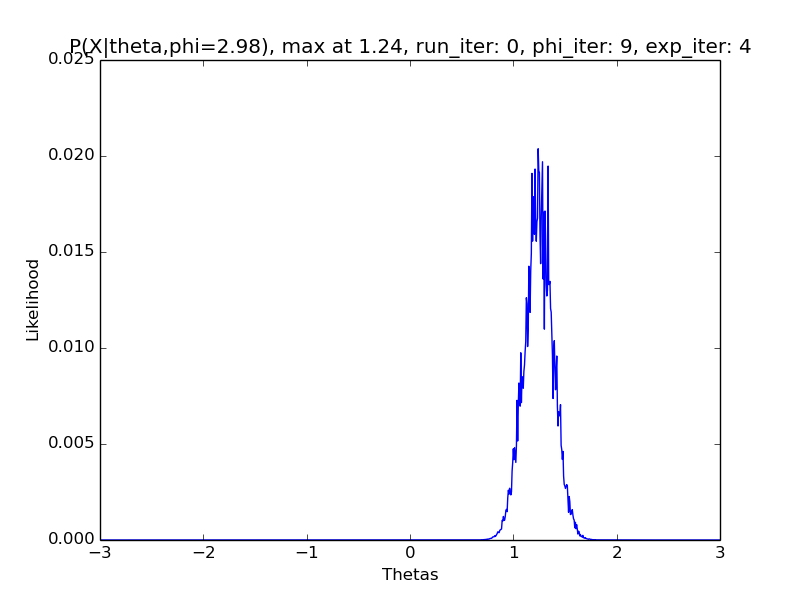 P(X|theta,phi=2.98), max at 1.24, run_iter: 0, phi_iter: 9, exp_iter: 4
0.025
0.020
0.015
0.010
0.005
0.000
Likelihood
−3 −2 −1 0 1 2 3
Thetas